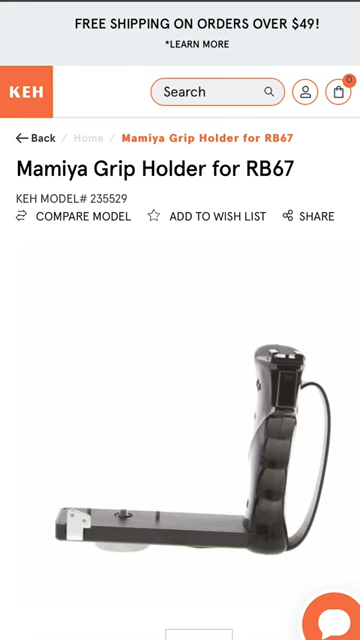 FREE SHIPPING ON ORDERS OVER $49!
*LEARN MORE
KEH
Search
0
Back / Home / Mamiya Grip Holder for RB67
Mamiya Grip Holder for RB67
KEH MODEL# 235529
COMPARE MODEL ADD TO WISH LIST SHARE